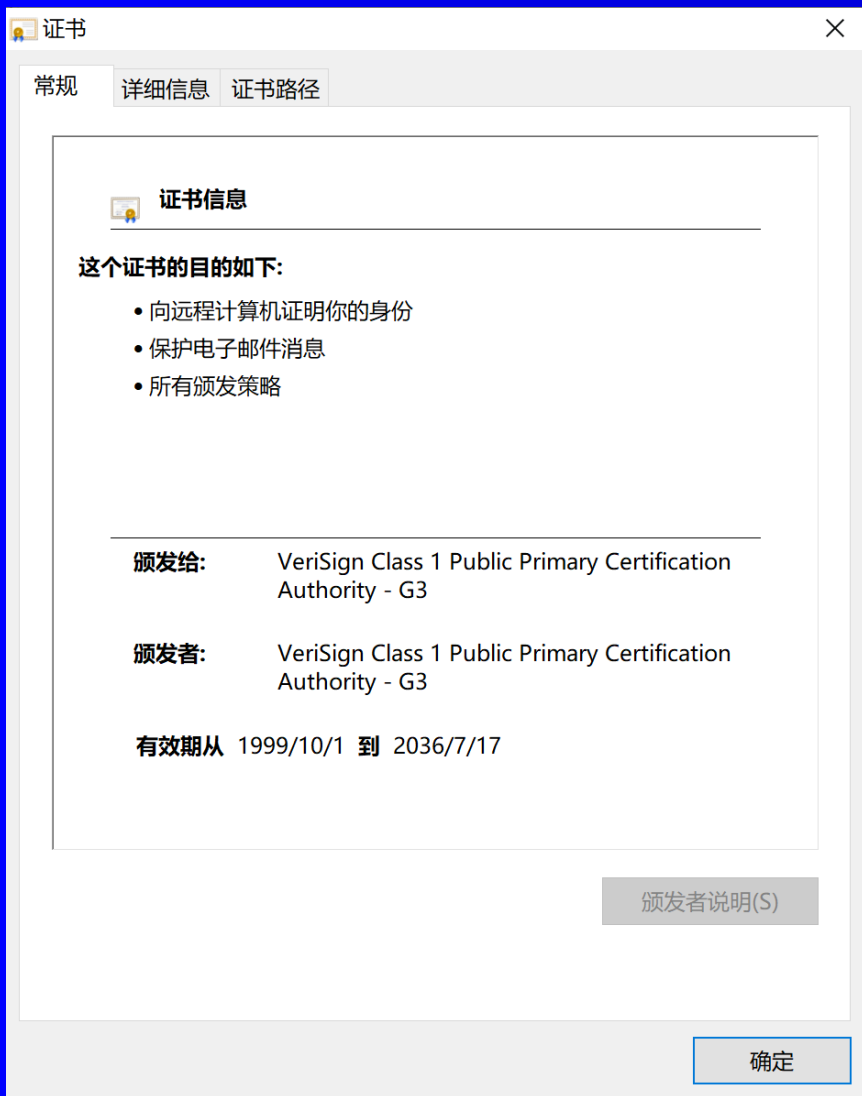 证书
常规 详细信息 证书路径
证书信息
这个证书的目的如下:
• 向远程计算机证明你的身份
• 保护电子邮件消息
• 所有颁发策略
颁发给: VeriSign Class 1 Public Primary Certification
Authority - G3
颁发者: VeriSign Class 1 Public Primary Certification
Authority - G3
有效期从 1999/10/1 到 2036/7/17
颁发者说明(S)
确定